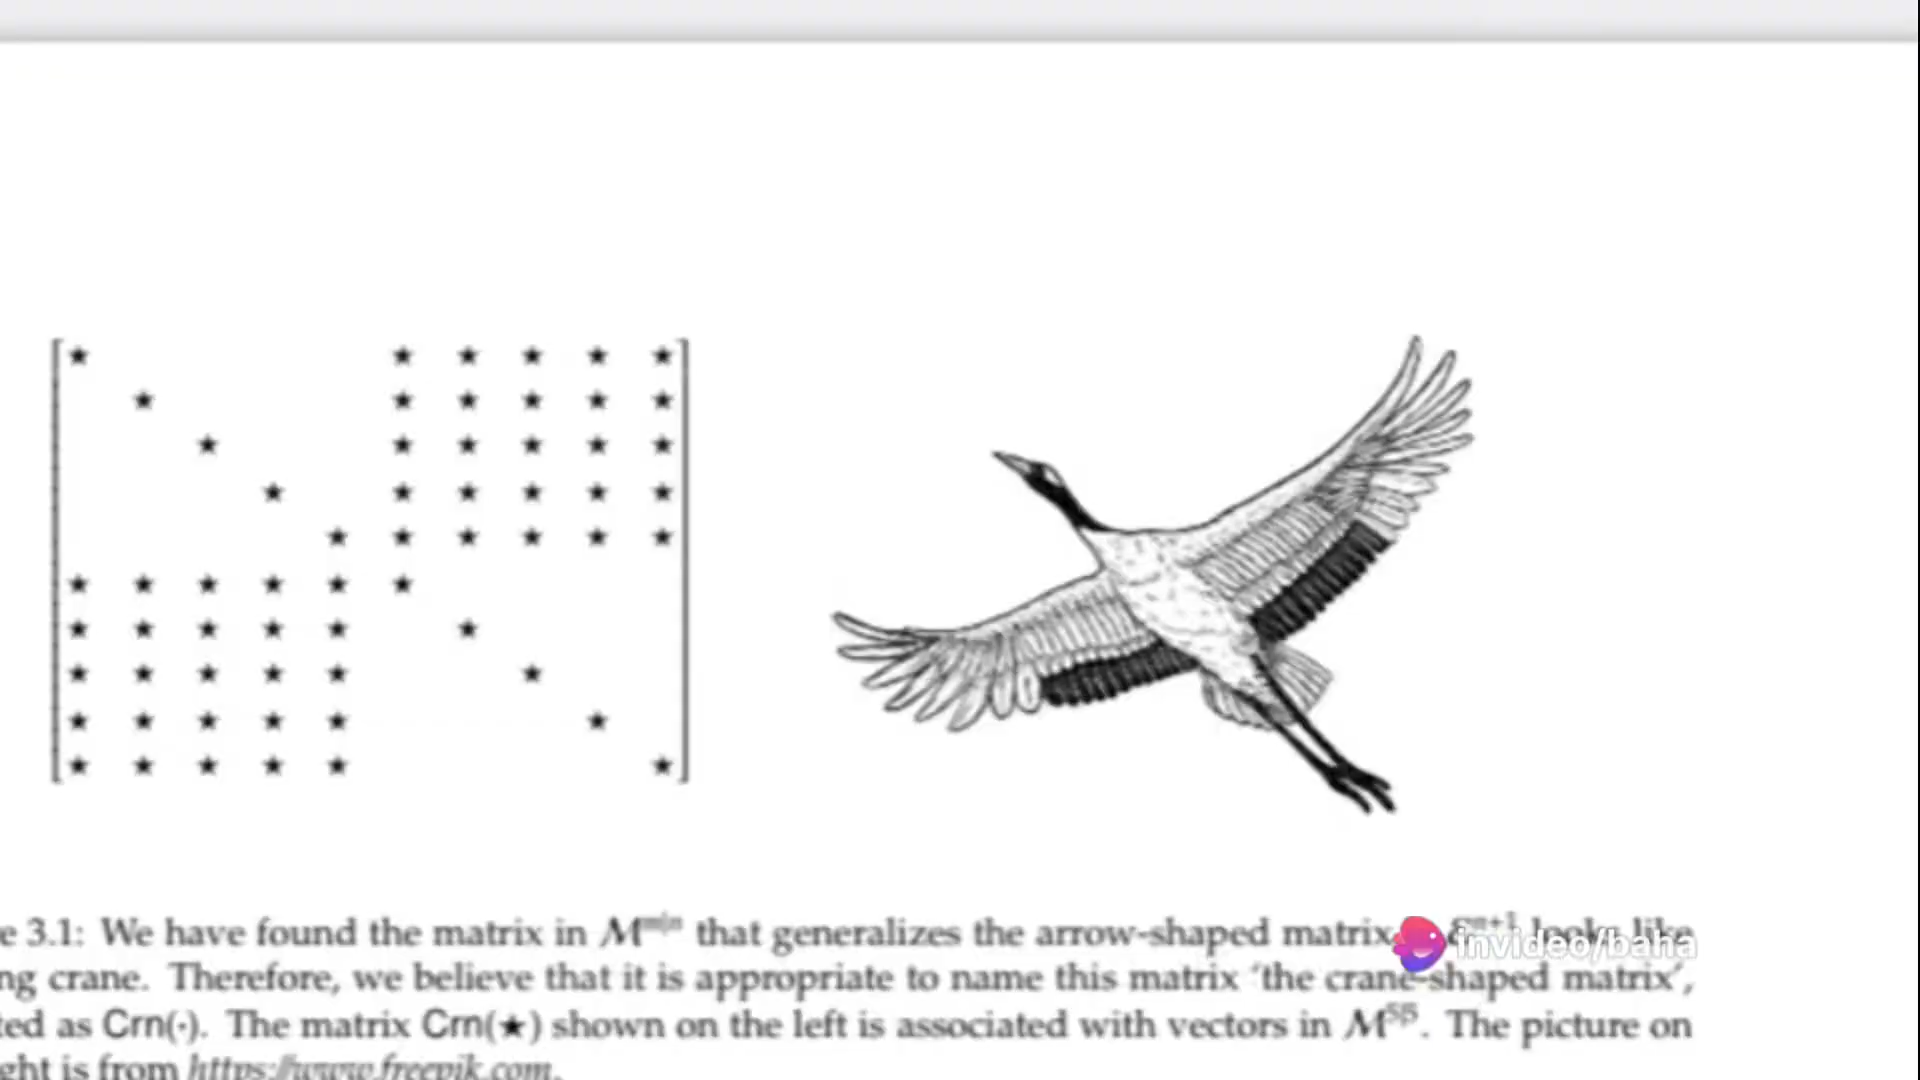 ★ ★ ★ ★ ★ ★
★ ★ ★ ★ ★ ★
★ ★ ★ ★ ★ ★
★ ★ ★ ★ ★ ★
★ ★ ★ ★ ★ ★
★ ★ ★ ★ ★ ★
★ ★ ★ ★ ★ ★
★ ★ ★ ★ ★ ★
★ ★ ★ ★ ★ ★
★ ★ ★ ★ ★ ★
e 3.1: We have found the matrix in that generalizes the arrow-shaped matrix looks like
ng crane. Therefore, we believe that it is appropriate to name this matrix 'the crane-shaped matrix',
ted as Crn(·). The matrix Crn(★) shown on the left is associated with vectors in The picture on
ght is from https://www.freepik.com.
invideo/baha